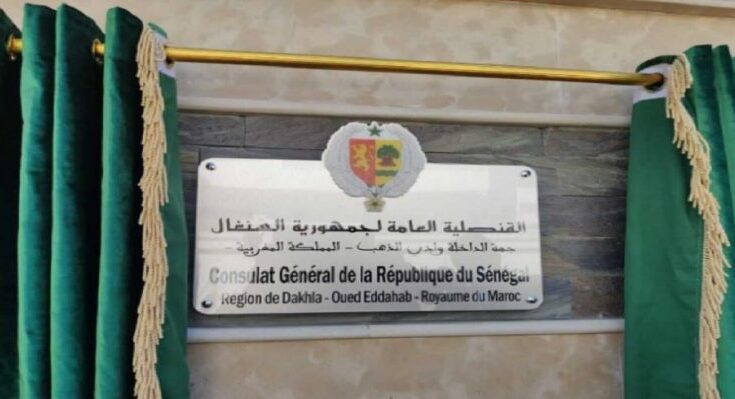 القنصلية العامة لجمهورية السنغال
جهة الداخلة وادي الذهب - المملكة المغربية -
Consulat Général de la République du Sénégal
Region de Dakhla - Oued Eddahab - Royaume du Maroc